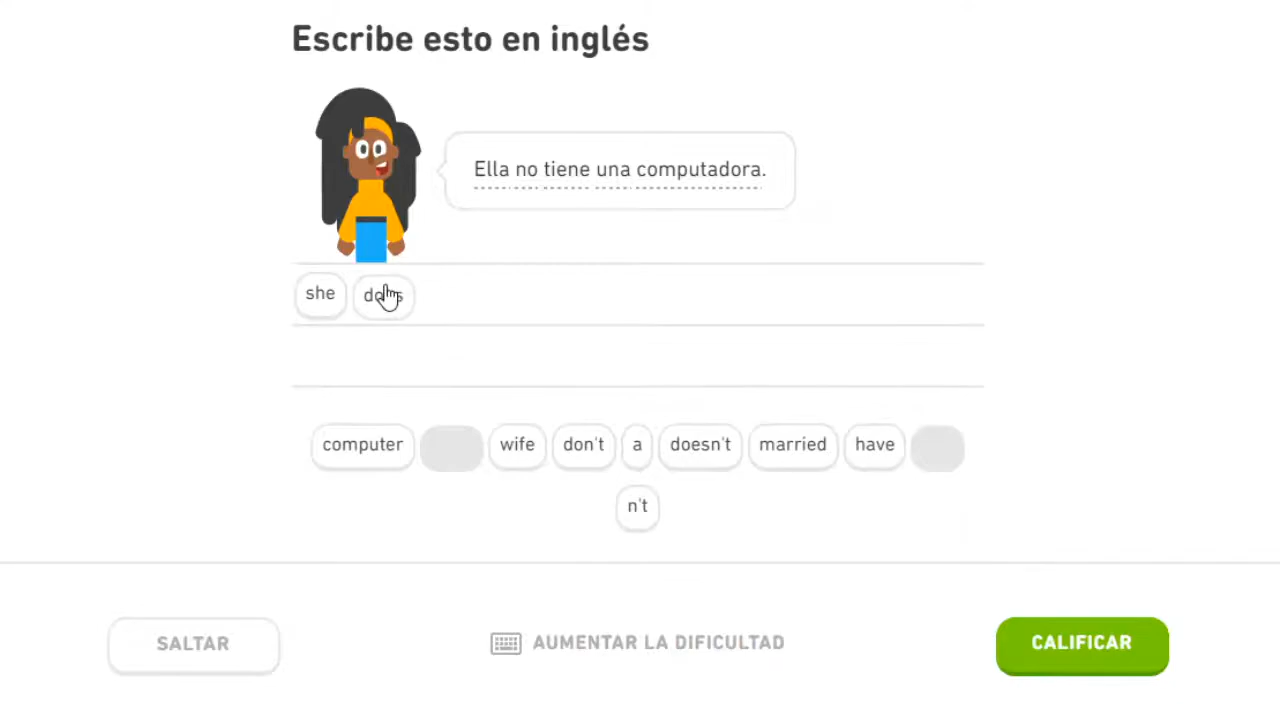 Escribe esto en inglés
Ella no tiene una computadora.
she
computer wife don't a doesn't married have
n't
SALTAR AUMENTAR LA DIFICULTAD CALIFICAR